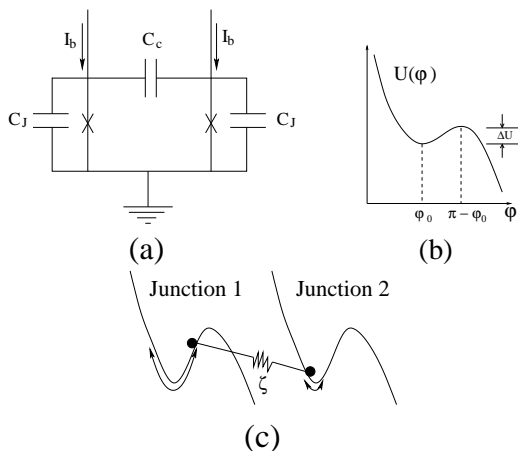 I_b C_c I_b
C_J C_J
(a)
U(φ)
ΔU
φ_0 π − φ_0 φ
(b)
Junction 1 Junction 2
ζ
(c)